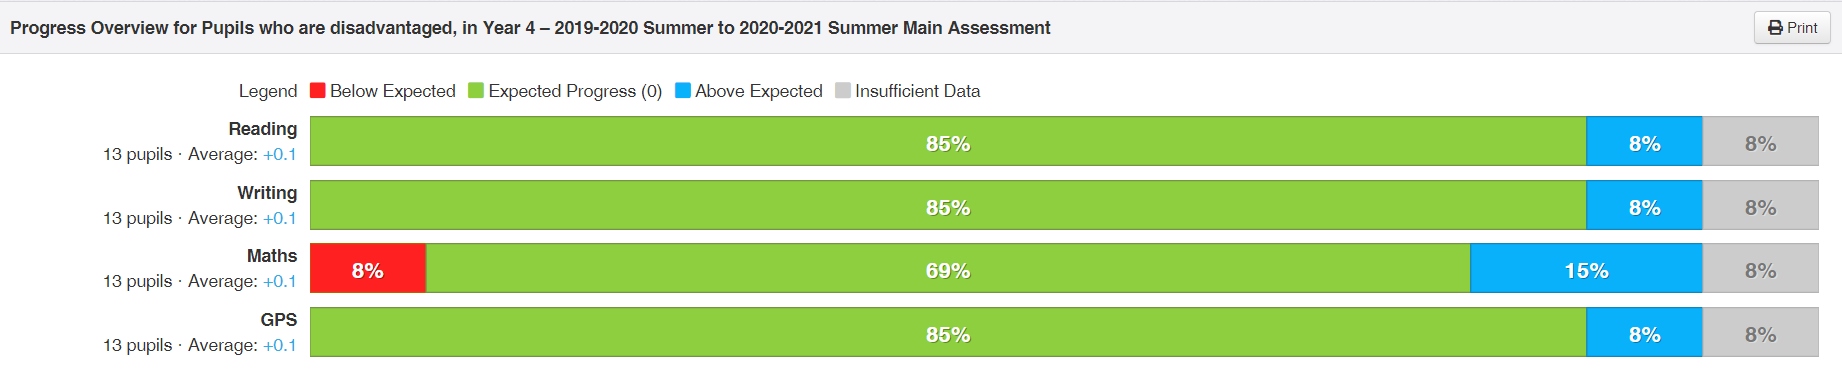 Progress Overview for Pupils who are disadvantaged, in Year 4 – 2019-2020 Summer to 2020-2021 Summer Main Assessment
Print
Legend Below Expected Expected Progress (0) Above Expected Insufficient Data
Reading
13 pupils · Average: +0.1
85% 8% 8%
Writing
13 pupils · Average: +0.1
85% 8% 8%
Maths
13 pupils · Average: +0.1
8% 69% 15% 8%
GPS
13 pupils · Average: +0.1
85% 8% 8%